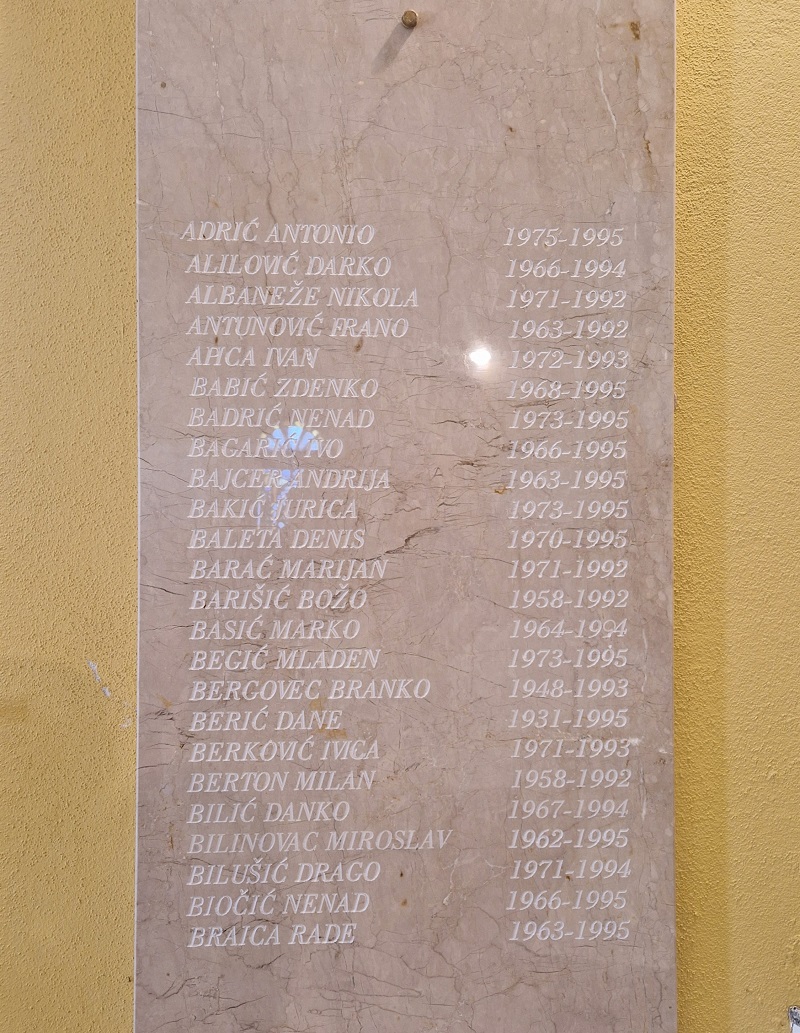 ADRIĆ ANTONIO 1975-1995
ALILOVIĆ DARKO 1966-1994
ALBANEŽE NIKOLA 1971-1992
ANTUNOVIĆ FRANO 1963-1992
APICA IVAN 1972-1993
BABIĆ ZDENKO 1968-1995
BADRIĆ NENAD 1973-1995
BAGARIĆ IVO 1966-1995
BAJCER ANDRIJA 1963-1995
BAKIĆ JURICA 1973-1995
BALETA DENIS 1970-1995
BARAĆ MARIJAN 1971-1992
BARIŠIĆ BOŽO 1958-1992
BASIĆ MARKO 1964-1994
BEGIĆ MLADEN 1973-1995
BERGOVEC BRANKO 1948-1993
BERIĆ DANE 1931-1995
BERKOVIĆ IVICA 1971-1993
BERTON MILAN 1958-1992
BILIĆ DANKO 1967-1994
BILINOVAC MIROSLAV 1962-1995
BILUŠIĆ DRAGO 1971-1994
BIOČIĆ NENAD 1966-1995
BRAICA RADE 1963-1995